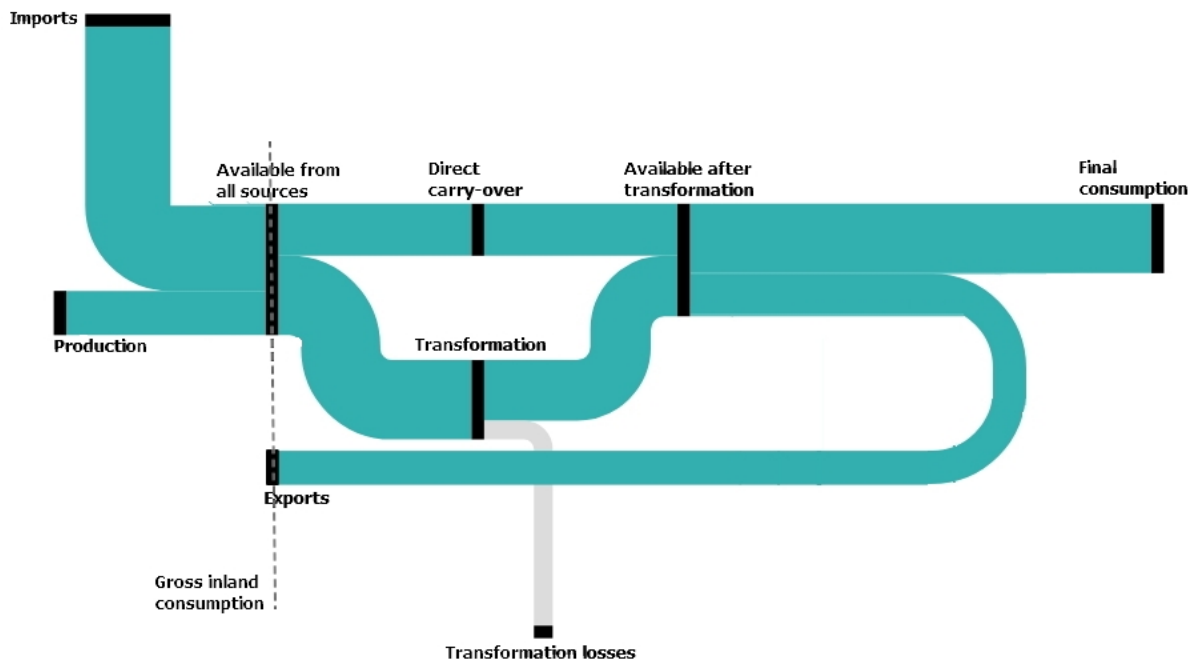 Imports
Available from
all sources
Direct
carry-over
Available after
transformation
Final
consumption
Production
Transformation
Exports
Gross inland
consumption
Transformation losses